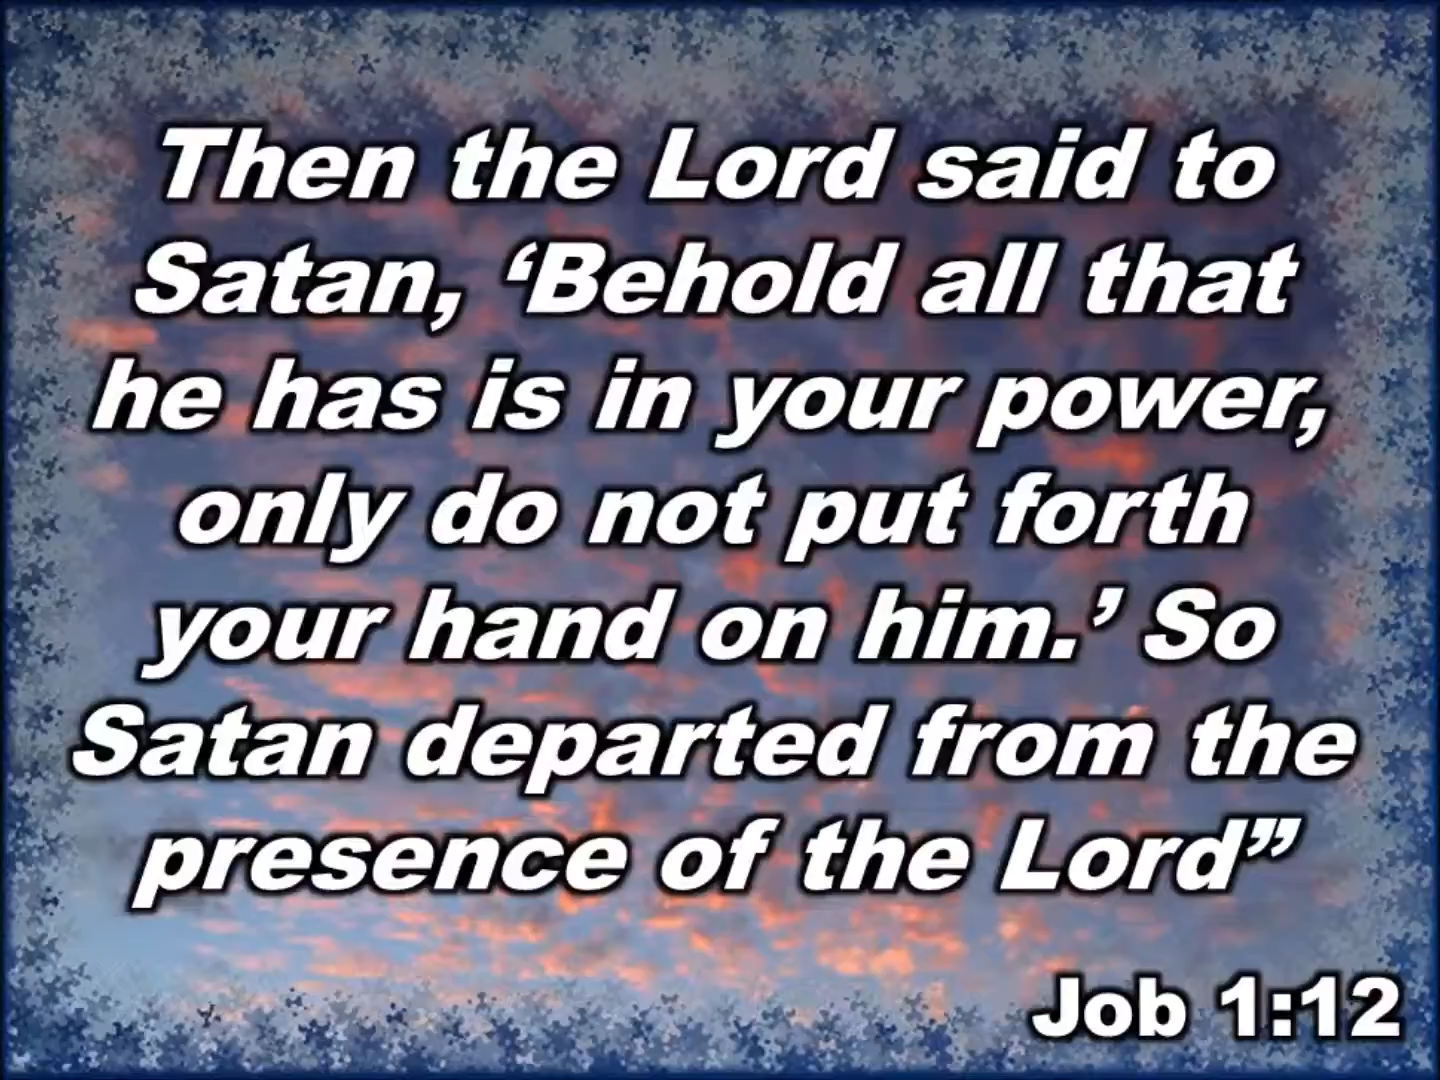 Then the Lord said to
Satan, ‘Behold all that
he has is in your power,
only do not put forth
your hand on him.’ So
Satan departed from the
presence of the Lord”
Job 1:12